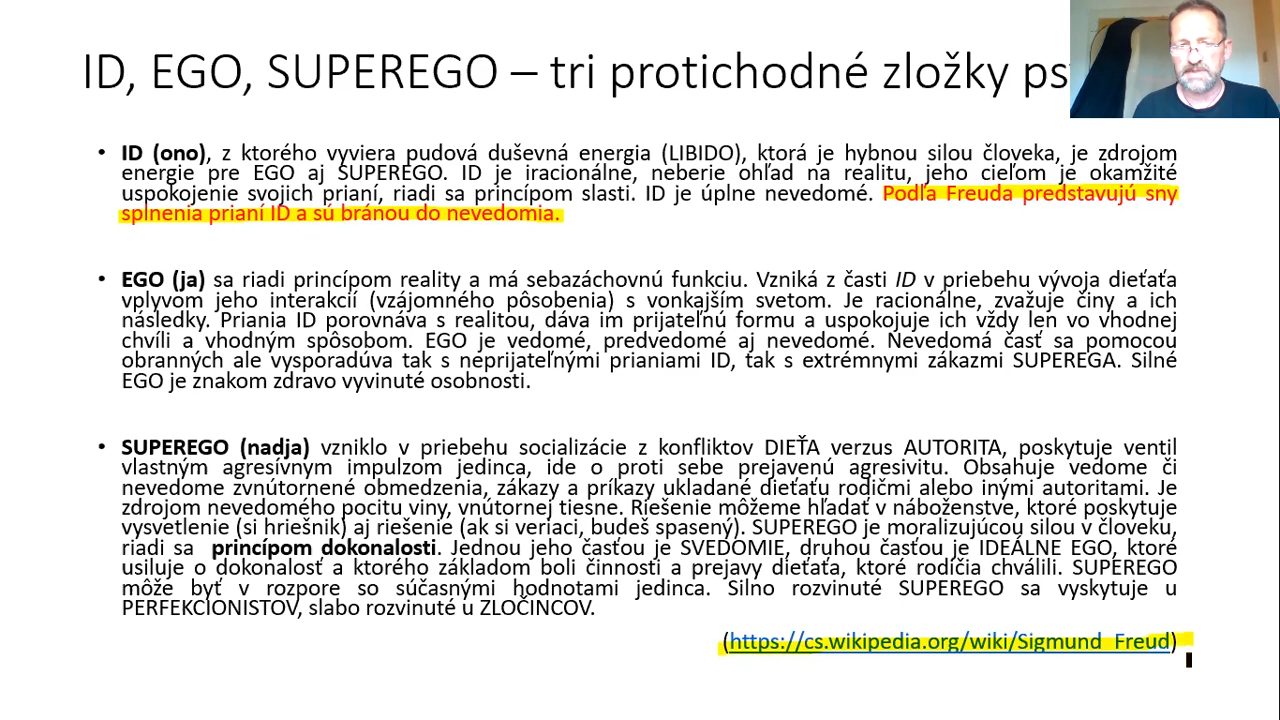 ID, EGO, SUPEREGO – tri protichodné zložky
• ID (ono), z ktorého vyviera pudová duševná energia (LIBIDO), ktorá je hybnou silou človeka, je zdrojom
energie pre EGO aj SUPEREGO. ID je iracionálne, neberie ohľad na realitu, jeho cieľom je okamžité
uspokojenie svojich prianí, riadi sa princípom slasti. ID je úplne nevedomé. Podľa Freuda predstavujú sny
splnenia prianí ID a sú bránou do nevedomia.
• EGO (ja) sa riadi princípom reality a má sebazáchovnú funkciu. Vzniká z časti ID v priebehu vývoja dieťaťa
vplyvom jeho interakcií (vzájomného pôsobenia) s vonkajším svetom. Je racionálne, zvažuje činy a ich
následky. Priania ID porovnáva s realitou, dáva im prijateľnú formu a uspokojuje ich vždy len vo vhodnej
chvíli a vhodným spôsobom. EGO je vedomé, predvedomé aj nevedomé. Nevedomá časť sa pomocou
obranných ale vysporadúva tak s neprijateľnými prianiami ID, tak s extrémnymi zákazmi SUPEREGA. Silné
EGO je znakom zdravo vyvinuté osobnosti.
• SUPEREGO (nadja) vzniklo v priebehu socializácie z konfliktov DIEŤA verzus AUTORITA, poskytuje ventil
vlastným agresívnym impulzom jedinca, ide o proti sebe prejavenú agresivitu. Obsahuje vedome či
nevedome zvnútornené obmedzenia, zákazy a príkazy ukladané dieťaťu rodičmi alebo inými autoritami. Je
zdrojom nevedomého pocitu viny, vnútornej tiesne. Riešenie môžeme hľadať v náboženstve, ktoré poskytuje
vysvetlenie (si hriešnik) aj riešenie (ak si veriaci, budeš spasený). SUPEREGO je moralizujúcou silou v človeku,
riadi sa princípom dokonalosti. Jednou jeho časťou je SVEDOMIE, druhou časťou je IDEÁLNE EGO, ktoré
usiluje o dokonalosť a ktorého základom boli činnosti a prejavy dieťaťa, ktoré rodičia chválili. SUPEREGO
môže byť v rozpore so súčasnými hodnotami jedinca. Silno rozvinuté SUPEREGO sa vyskytuje u
PERFEKCIONISTOV, slabo rozvinuté u ZLOČINCOV.
(https://cs.wikipedia.org/wiki/Sigmund_Freud)